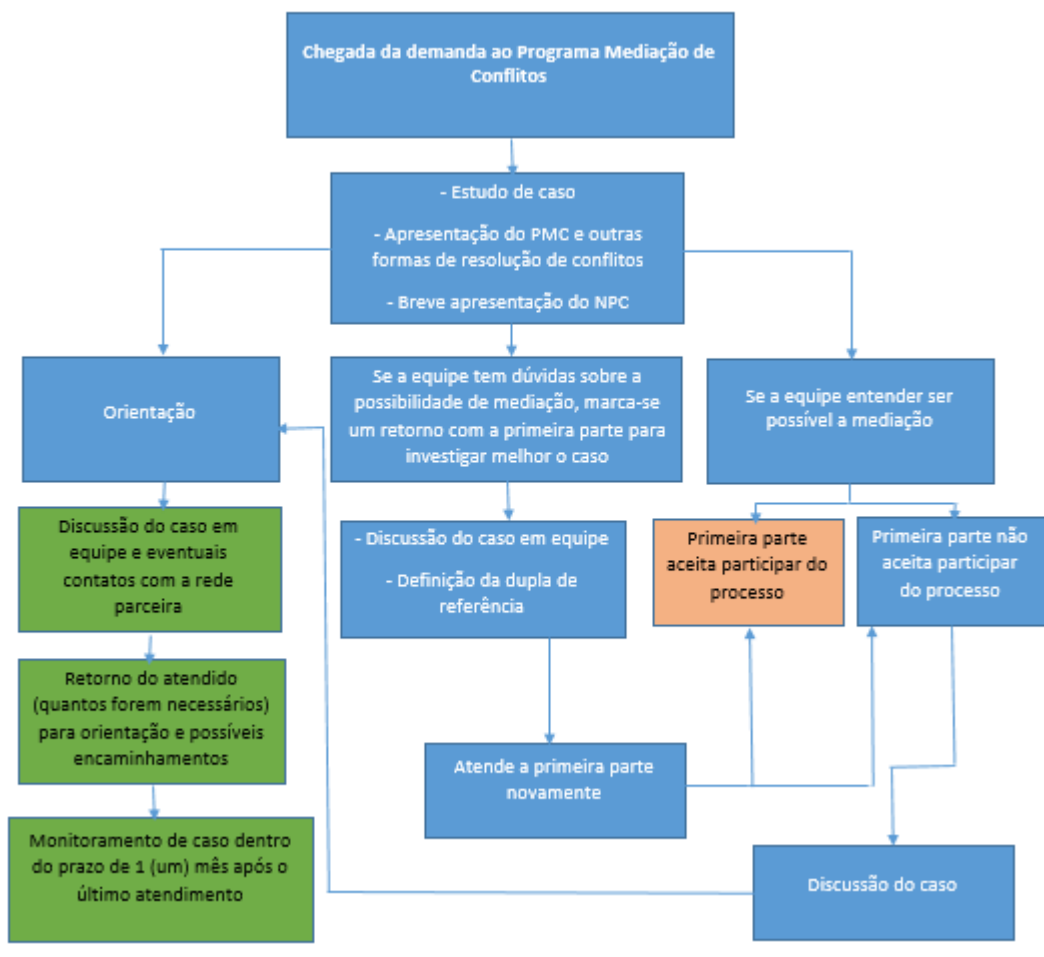 Chegada da demanda ao Programa Mediação de
Conflitos
- Estudo de caso
- Apresentação do PMC e outras
formas de resolução de conflitos
- Breve apresentação do NPC
Orientação
Se a equipe tem dúvidas sobre a
possibilidade de mediação, marca-se
um retorno com a primeira parte para
investigar melhor o caso
Se a equipe entender ser
possível a mediação
Discussão do caso em
equipe e eventuais
contatos com a rede
parceira
- Discussão do caso em equipe
- Definição da dupla de
referência
Primeira parte
aceita participar do
processo
Primeira parte não
aceita participar
do processo
Retorno do atendido
(quantos forem necessários)
para orientação e possíveis
encaminhamentos
Atende a primeira parte
novamente
Monitoramento de caso dentro
do prazo de 1 (um) mês após o
último atendimento
Discussão do caso